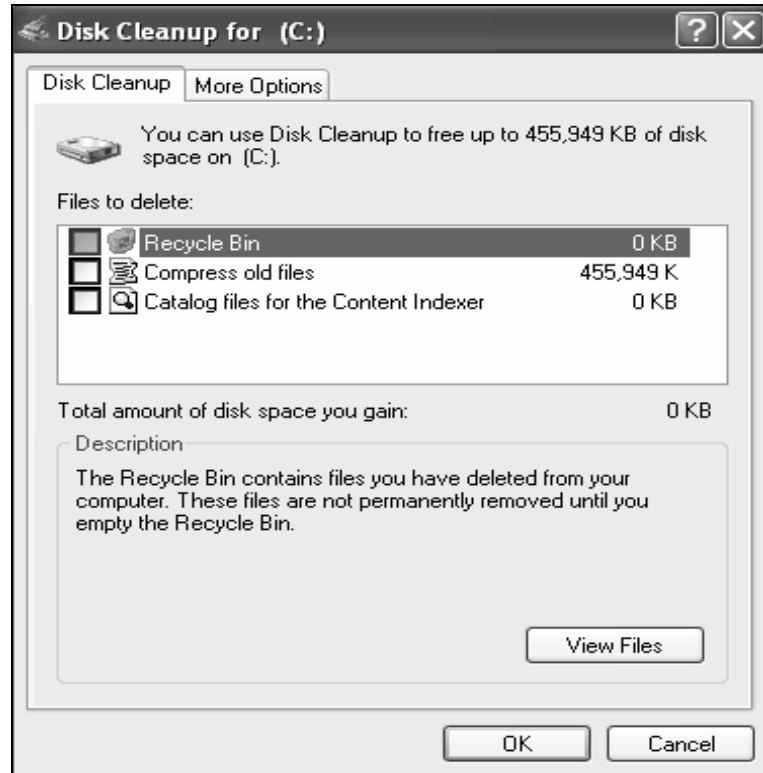 Disk Cleanup for (C:)
Disk Cleanup
More Options
You can use Disk Cleanup to free up to 455,949 KB of disk
space on (C:).
Files to delete:
Recycle Bin 0 KB
Compress old files 455,949 K
Catalog files for the Content Indexer 0 KB
Total amount of disk space you gain: 0 KB
Description
The Recycle Bin contains files you have deleted from your
computer. These files are not permanently removed until you
empty the Recycle Bin.
View Files
OK Cancel